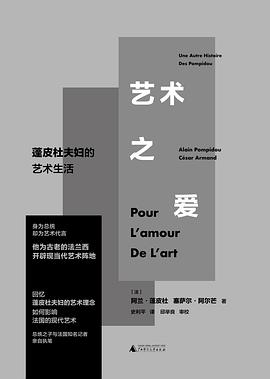 Une Autre Histoire
Des Pompidou
艺术
之
爱
Alain Pompidou
César Armand
蓬皮杜夫妇的
艺术生活
Pour
L'amour
De L'art
身为总统
却为艺术代言
他为古老的法兰西
开辟现当代艺术阵地
回忆
蓬皮杜夫妇的艺术理念
如何影响
法国的现代艺术
总统之子与法国知名记者
亲自执笔
[法]
阿兰·蓬皮杜 塞萨尔·阿尔芒 著
史利平 译 邱举良 审校
广西师范大学出版社